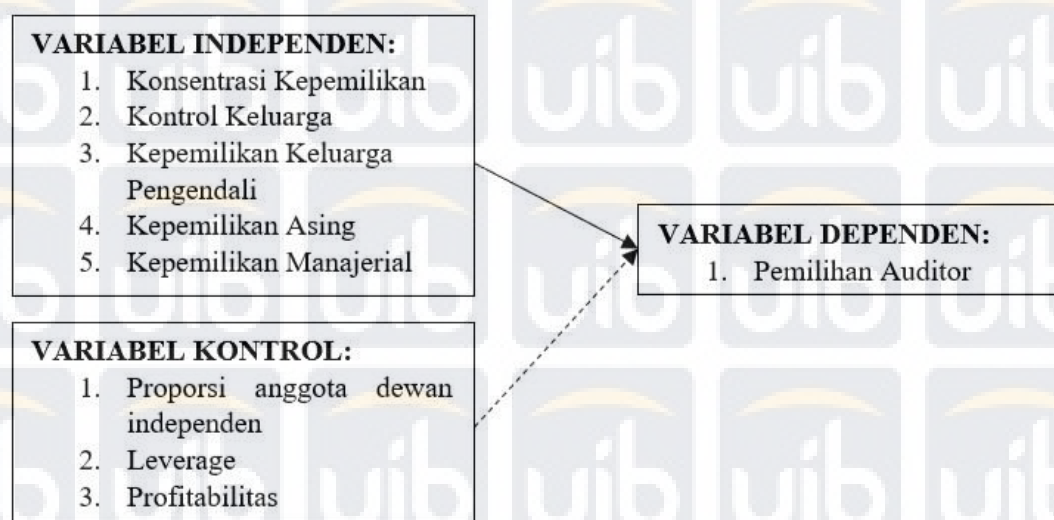 VARIABEL INDEPENDEN:
1. Konsentrasi Kepemilikan
2. Kontrol Keluarga
3. Kepemilikan Keluarga
Pengendali
4. Kepemilikan Asing
5. Kepemilikan Manajerial
VARIABEL DEPENDEN:
1. Pemilihan Auditor
VARIABEL KONTROL:
1. Proporsi anggota dewan
independen
2. Leverage
3. Profitabilitas